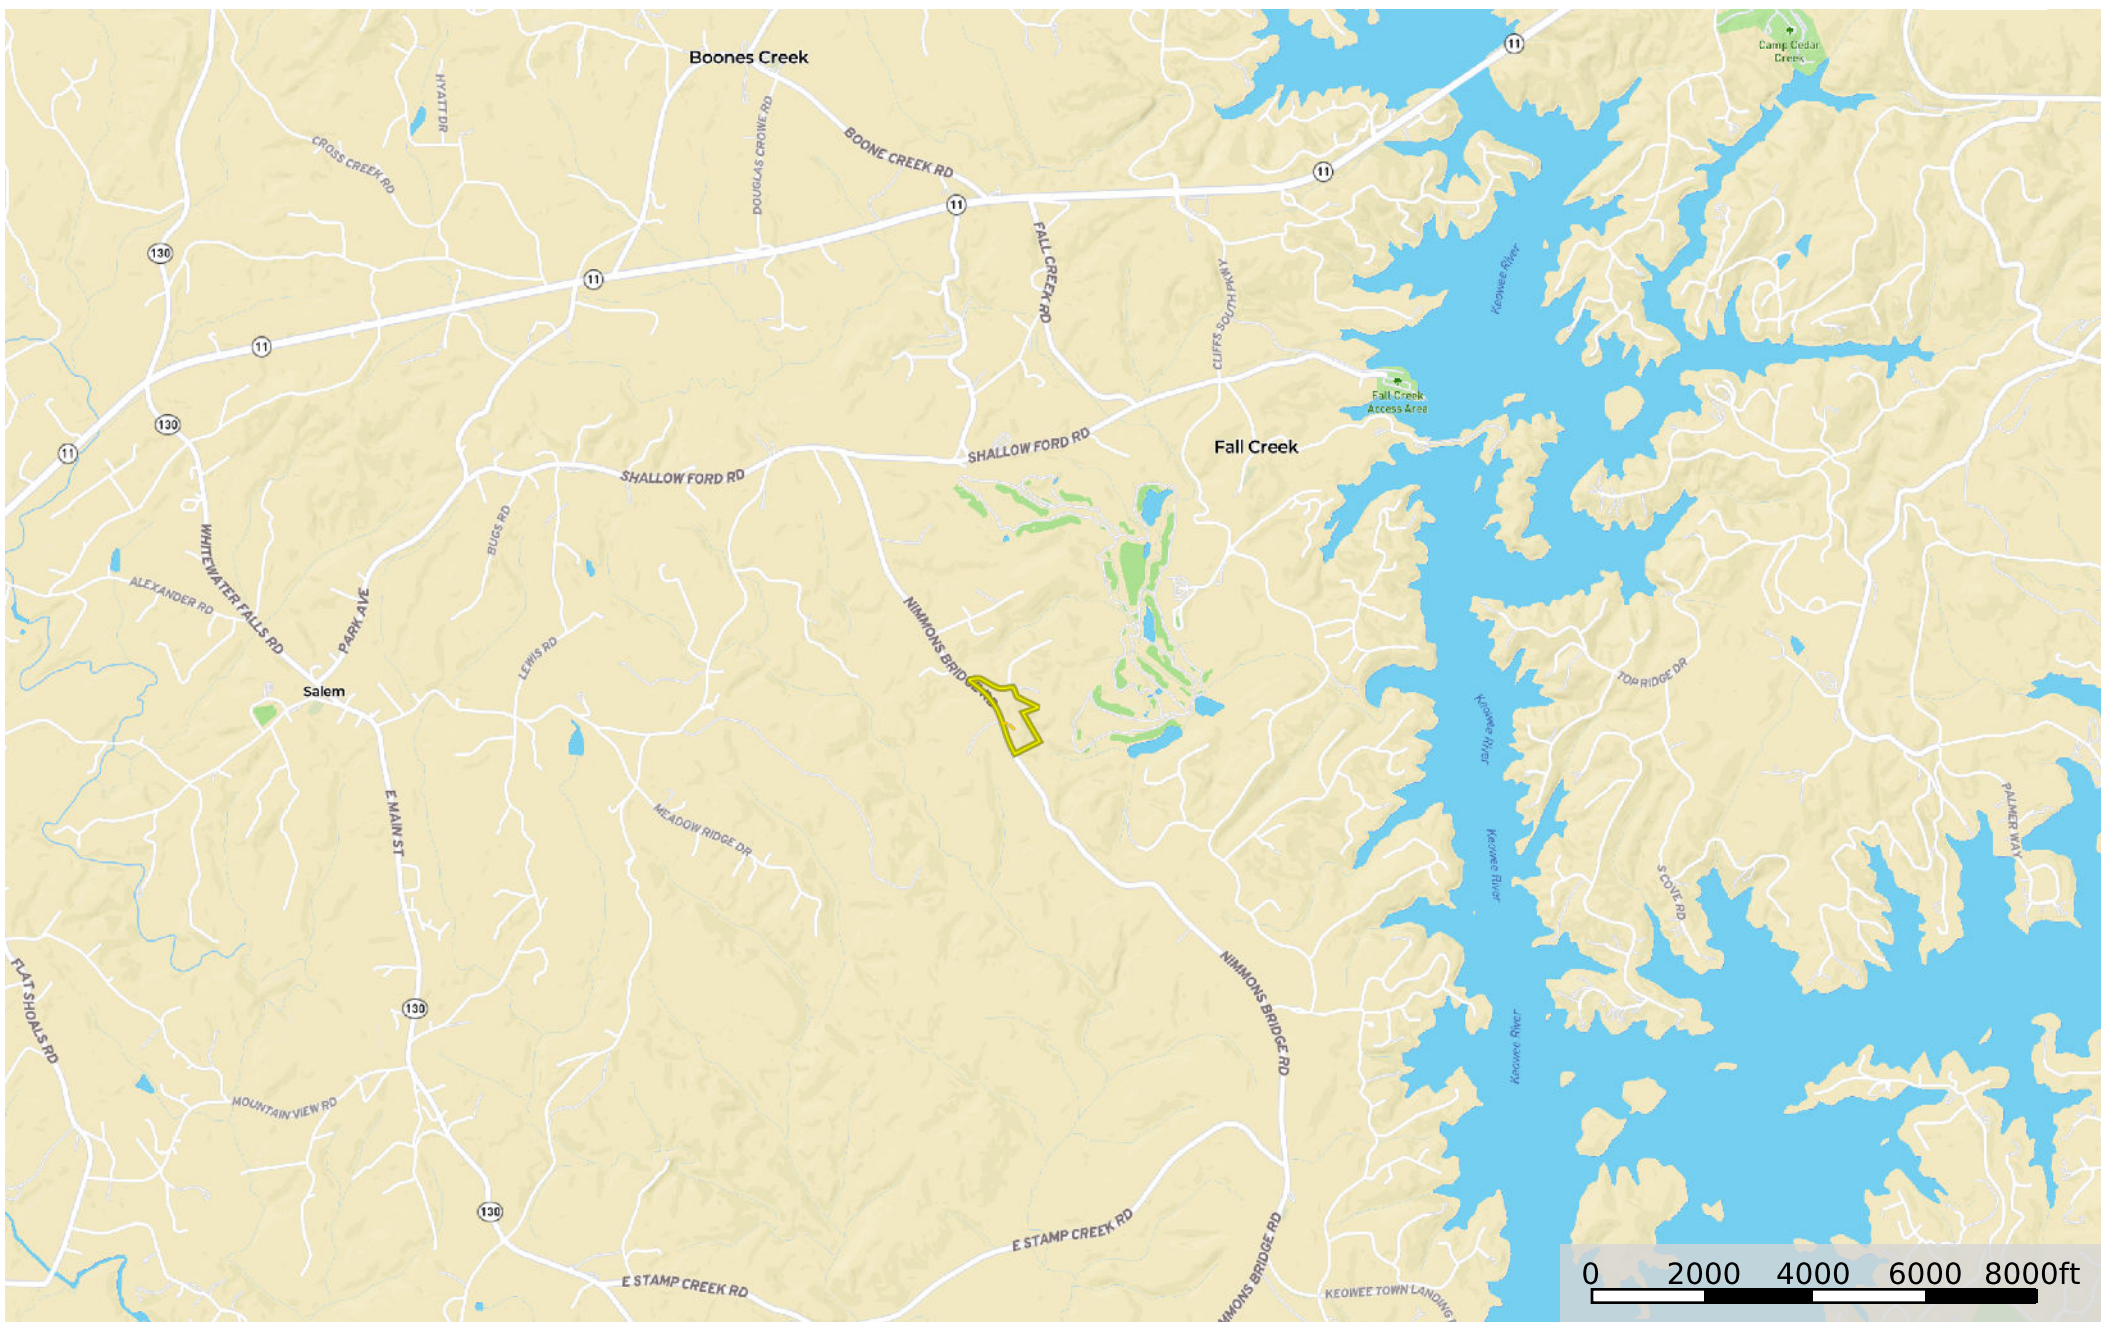 11
Camp Cedar
Creek
Boones Creek
HYATT DR
DOUGLAS CROWE RD
BOONE CREEK RD
CROSS CREEK RD
11
11
130
FALL CREEK RD
Keowee River
CLIFFS SOUTH PKWY
11
11
Fall Creek
Access Area
130
11
SHALLOW FORD RD
Fall Creek
SHALLOW FORD RD
BUGS RD
WHITEWATER FALLS RD
ALEXANDER RD
PARK AVE
NIMMONS BRIDGE RD
LEWIS RD
TOP RIDGE DR
Salem
Keowee River
E MAIN ST
MEADOW RIDGE DR
PALMER WAY
Keowee River
S COVE RD
FLAT SHOALS RD
NIMMONS BRIDGE RD
130
Keowee River
MOUNTAIN VIEW RD
130
E STAMP CREEK RD
E STAMP CREEK RD
MMONS BRIDGE RD
KEOWEE TOWN LANDING
0 2000 4000 6000 8000ft